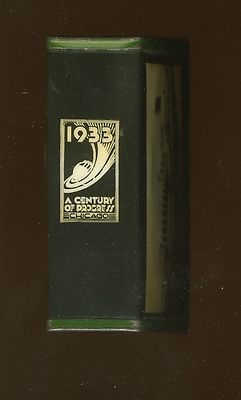 1933
A CENTURY
OF PROGRESS
CHICAGO